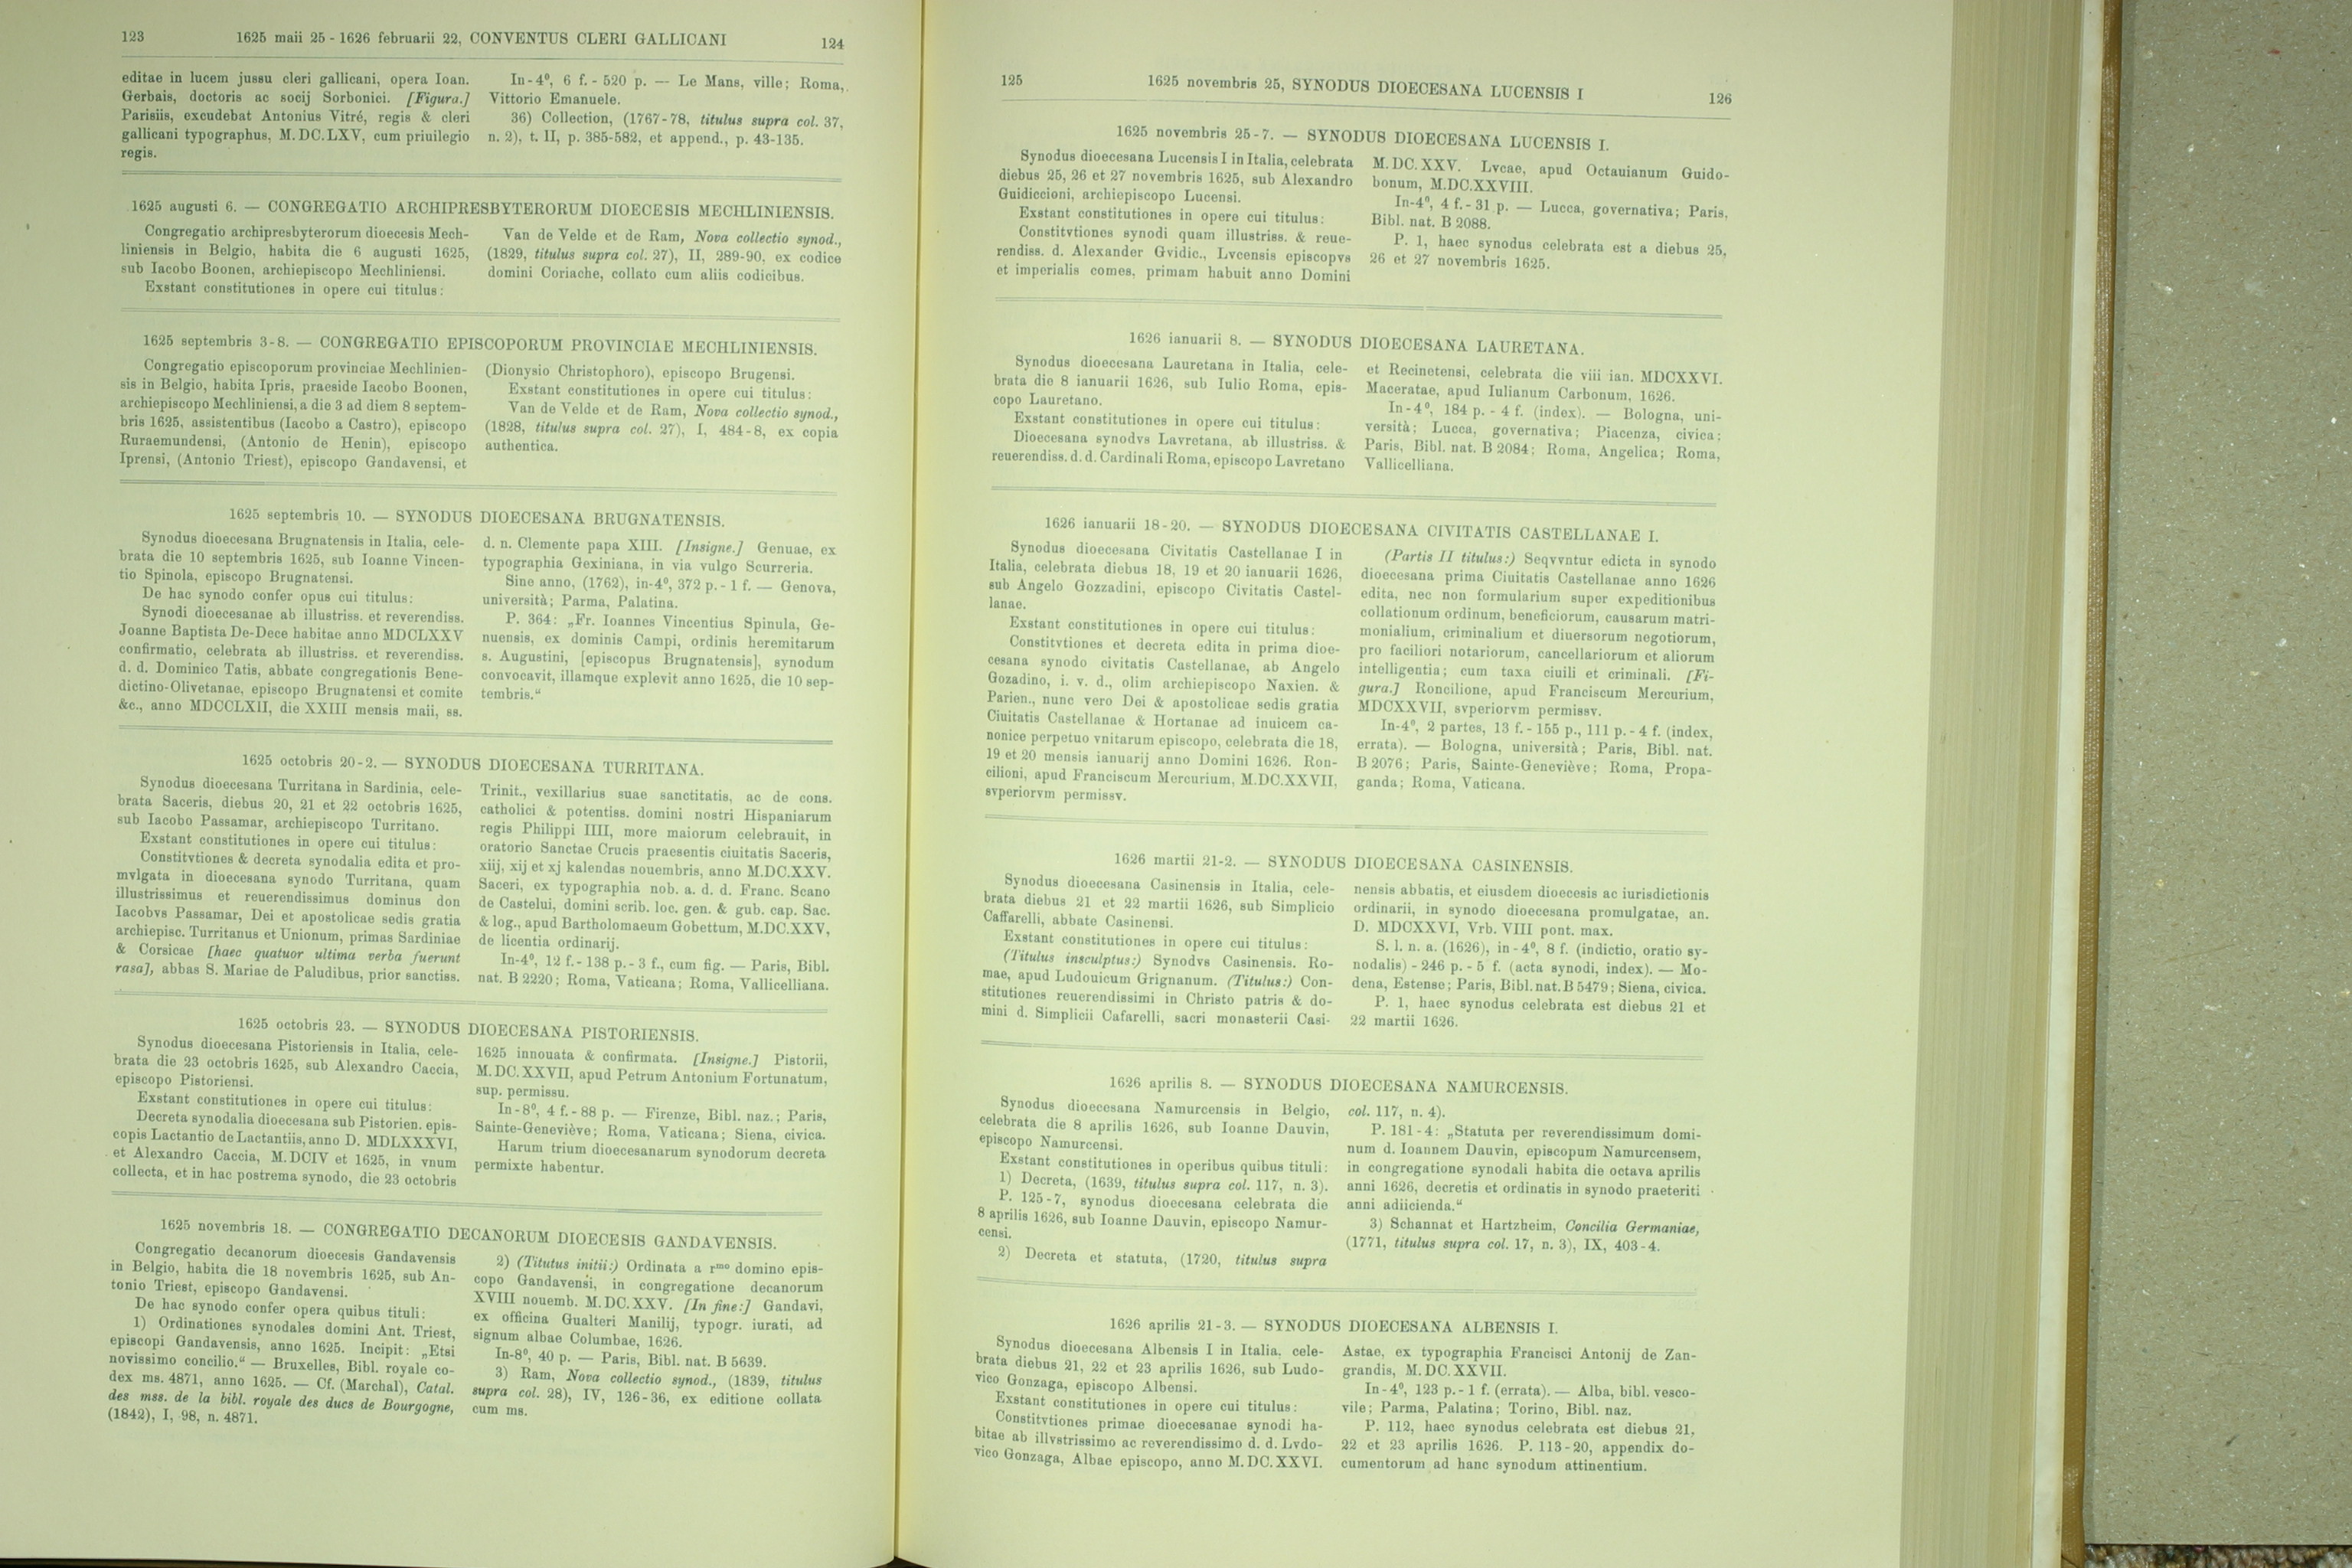 123
1625 maii 25 - 1626 februarii 22, CONVENTUS CLERI GALLICANI
124
editae in lucem jussu cleri gallicani, opera Ioan.
Gerbais, doctoris ac socij Sorbonici. [Figura.]
Parisiis, excudebat Antonius Vitré, regis & cleri
gallicani typographus, M. DC. LXV, cum priuilegio
regis.
In-4⁰, 6 f. - 520 p. — Le Mans, ville; Roma,
Vittorio Emanuele.
36) Collection, (1767-78, titulus supra col. 37,
n. 2), t. II, p. 385-582, et append., p. 43-135.
1625 augusti 6. — CONGREGATIO ARCHIPRESBYTERORUM DIOECESIS MECHLINIENSIS.
Congregatio archipresbyterorum dioecesis Mech-
liniensis in Belgio, habita die 6 augusti 1625,
sub Iacobo Boonen, archiepiscopo Mechliniensi.
Exstant constitutiones in opere cui titulus:
Van de Velde et de Ram, Nova collectio synod.,
(1829, titulus supra col. 27), II, 289-90, ex codice
domini Coriache, collato cum aliis codicibus.
1625 septembris 3-8. — CONGREGATIO EPISCOPORUM PROVINCIAE MECHLINIENSIS.
Congregatio episcoporum provinciae Mechlinien-
sis in Belgio, habita Ipris, praeside Iacobo Boonen,
archiepiscopo Mechliniensi, a die 3 ad diem 8 septem-
bris 1625, assistentibus (Iacobo a Castro), episcopo
Ruraemundensi, (Antonio de Henin), episcopo
Iprensi, (Antonio Triest), episcopo Gandavensi, et
(Dionysio Christophoro), episcopo Brugensi.
Exstant constitutiones in opere cui titulus:
Van de Velde et de Ram, Nova collectio synod.,
(1828, titulus supra col. 27), I, 484-8, ex copia
authentica.
1625 septembris 10. — SYNODUS DIOECESANA BRUGNATENSIS.
Synodus dioecesana Brugnatensis in Italia, cele-
brata die 10 septembris 1625, sub Ioanne Vincen-
tio Spinola, episcopo Brugnatensi.
De hac synodo confer opus cui titulus:
Synodi dioecesanae ab illustriss. et reverendiss.
Joanne Baptista De-Dece habitae anno MDCLXXV
confirmatio, celebrata ab illustriss. et reverendiss.
d. d. Dominico Tatis, abbate congregationis Bene-
dictino-Olivetanae, episcopo Brugnatensi et comite
&c., anno MDCCLXII, die XXIII mensis maii, ss.
d. n. Clemente papa XIII. [Insigne.] Genuae, ex
typographia Gexiniana, in via vulgo Scurreria.
Sine anno, (1762), in-4⁰, 372 p. - 1 f. — Genova,
università; Parma, Palatina.
P. 364: „Fr. Ioannes Vincentius Spinula, Ge-
nuensis, ex dominis Campi, ordinis heremitarum
s. Augustini, [episcopus Brugnatensis], synodum
convocavit, illamque explevit anno 1625, die 10 sep-
tembris.“
1625 octobris 20-2. — SYNODUS DIOECESANA TURRITANA.
Synodus dioecesana Turritana in Sardinia, cele-
brata Saceris, diebus 20, 21 et 22 octobris 1625,
sub Iacobo Passamar, archiepiscopo Turritano.
Exstant constitutiones in opere cui titulus:
Constitvtiones & decreta synodalia edita et pro-
mvlgata in dioecesana synodo Turritana, quam
illustrissimus et reuerendissimus dominus don
Iacobvs Passamar, Dei et apostolicae sedis gratia
archiepisc. Turritanus et Unionum, primas Sardiniae
& Corsicae [haec quatuor ultima verba fuerunt
rasa], abbas S. Mariae de Paludibus, prior sanctiss.
Trinit., vexillarius suae sanctitatis, ac de cons.
catholici & potentiss. domini nostri Hispaniarum
regis Philippi IIII, more maiorum celebrauit, in
oratorio Sanctae Crucis praesentis ciuitatis Saceris,
xiij, xij et xj kalendas nouembris, anno M.DC.XXV.
Saceri, ex typographia nob. a. d. d. Franc. Scano
de Castelui, domini scrib. loc. gen. & gub. cap. Sac.
& log., apud Bartholomaeum Gobettum, M.DC.XXV,
de licentia ordinarij.
In-4⁰, 12 f. - 138 p. - 3 f., cum fig. — Paris, Bibl.
nat. B 2220; Roma, Vaticana; Roma, Vallicelliana.
1625 octobris 23. — SYNODUS DIOECESANA PISTORIENSIS.
Synodus dioecesana Pistoriensis in Italia, cele-
brata die 23 octobris 1625, sub Alexandro Caccia,
episcopo Pistoriensi.
Exstant constitutiones in opere cui titulus:
Decreta synodalia dioecesana sub Pistorien. epis-
copis Lactantio de Lactantiis, anno D. MDLXXXVI,
et Alexandro Caccia, M. DCIV et 1625, in vnum
collecta, et in hac postrema synodo, die 23 octobris
1625 innouata & confirmata. [Insigne.] Pistorii,
M. DC. XXVII, apud Petrum Antonium Fortunatum,
sup. permissu.
In-8⁰, 4 f. - 88 p. — Firenze, Bibl. naz.; Paris,
Sainte-Geneviève; Roma, Vaticana; Siena, civica.
Harum trium dioecesanarum synodorum decreta
permixte habentur.
1625 novembris 18. — CONGREGATIO DECANORUM DIOECESIS GANDAVENSIS.
Congregatio decanorum dioecesis Gandavensis
in Belgio, habita die 18 novembris 1625, sub An-
tonio Triest, episcopo Gandavensi.
De hac synodo confer opera quibus tituli:
1) Ordinationes synodales domini Ant. Triest,
episcopi Gandavensis, anno 1625. Incipit: „Etsi
novissimo concilio.“ — Bruxelles, Bibl. royale co-
dex ms. 4871, anno 1625. — Cf. (Marchal), Catal.
des mss. de la bibl. royale des ducs de Bourgogne,
(1842), I, 98, n. 4871.
2) (Titutus initii:) Ordinata a rᵐᵒ domino epis-
copo Gandavensi, in congregatione decanorum
XVIII nouemb. M. DC. XXV. [In fine:] Gandavi,
ex officina Gualteri Manilij, typogr. iurati, ad
signum albae Columbae, 1626.
In-8⁰, 40 p. — Paris, Bibl. nat. B 5639.
3) Ram, Nova collectio synod., (1839, titulus
supra col. 28), IV, 126-36, ex editione collata
cum ms.
125
1625 novembris 25, SYNODUS DIOECESANA LUCENSIS I
126
1625 novembris 25-7. — SYNODUS DIOECESANA LUCENSIS I.
Synodus dioecesana Lucensis I in Italia, celebrata
diebus 25, 26 et 27 novembris 1625, sub Alexandro
Guidiccioni, archiepiscopo Lucensi.
Exstant constitutiones in opere cui titulus:
Constitvtiones synodi quam illustriss. & reue-
rendiss. d. Alexander Gvidic., Lvcensis episcopvs
et imperialis comes, primam habuit anno Domini
M. DC. XXV. Lvcae, apud Octauianum Guido-
bonum, M.DC.XXVIII.
In-4⁰, 4 f. - 31 p. — Lucca, governativa; Paris,
Bibl. nat. B 2088.
P. 1, haec synodus celebrata est a diebus 25,
26 et 27 novembris 1625.
1626 ianuarii 8. — SYNODUS DIOECESANA LAURETANA.
Synodus dioecesana Lauretana in Italia, cele-
brata die 8 ianuarii 1626, sub Iulio Roma, epis-
copo Lauretano.
Exstant constitutiones in opere cui titulus:
Dioecesana synodvs Lavretana, ab illustriss. &
reuerendiss. d. d. Cardinali Roma, episcopo Lavretano
et Recinetensi, celebrata die viii ian. MDCXXVI.
Maceratae, apud Iulianum Carbonum, 1626.
In-4⁰, 184 p. - 4 f. (index). — Bologna, uni-
versità; Lucca, governativa; Piacenza, civica;
Paris, Bibl. nat. B 2084; Roma, Angelica; Roma,
Vallicelliana.
1626 ianuarii 18-20. — SYNODUS DIOECESANA CIVITATIS CASTELLANAE I.
Synodus dioecesana Civitatis Castellanae I in
Italia, celebrata diebus 18, 19 et 20 ianuarii 1626,
sub Angelo Gozzadini, episcopo Civitatis Castel-
lanae.
Exstant constitutiones in opere cui titulus:
Constitvtiones et decreta edita in prima dioe-
cesana synodo civitatis Castellanae, ab Angelo
Gozadino, i. v. d., olim archiepiscopo Naxien. &
Parien., nunc vero Dei & apostolicae sedis gratia
Ciuitatis Castellanae & Hortanae ad inuicem ca-
nonice perpetuo vnitarum episcopo, celebrata die 18,
19 et 20 mensis ianuarij anno Domini 1626. Ron-
cilioni, apud Franciscum Mercurium, M.DC.XXVII,
svperiorvm permissv.
(Partis II titulus:) Seqvvntur edicta in synodo
dioecesana prima Ciuitatis Castellanae anno 1626
edita, nec non formularium super expeditionibus
collationum ordinum, beneficiorum, causarum matri-
monialium, criminalium et diuersorum negotiorum,
pro faciliori notariorum, cancellariorum et aliorum
intelligentia; cum taxa ciuili et criminali. [Fi-
gura.] Roncilione, apud Franciscum Mercurium,
MDCXXVII, svperiorvm permissv.
In-4⁰, 2 partes, 13 f. - 155 p., 111 p. - 4 f. (index,
errata). — Bologna, università; Paris, Bibl. nat.
B 2076; Paris, Sainte-Geneviève; Roma, Propa-
ganda; Roma, Vaticana.
1626 martii 21-2. — SYNODUS DIOECESANA CASINENSIS.
Synodus dioecesana Casinensis in Italia, cele-
brata diebus 21 et 22 martii 1626, sub Simplicio
Caffarelli, abbate Casinensi.
Exstant constitutiones in opere cui titulus:
(Titulus insculptus:) Synodvs Casinensis. Ro-
mae, apud Ludouicum Grignanum. (Titulus:) Con-
stitutiones reuerendissimi in Christo patris & do-
mini d. Simplicii Cafarelli, sacri monasterii Casi-
nensis abbatis, et eiusdem dioecesis ac iurisdictionis
ordinarii, in synodo dioecesana promulgatae, an.
D. MDCXXVI, Vrb. VIII pont. max.
S. l. n. a. (1626), in-4⁰, 8 f. (indictio, oratio sy-
nodalis) - 246 p. - 5 f. (acta synodi, index). — Mo-
dena, Estense; Paris, Bibl. nat. B 5479; Siena, civica.
P. 1, haec synodus celebrata est diebus 21 et
22 martii 1626.
1626 aprilis 8. — SYNODUS DIOECESANA NAMURCENSIS.
Synodus dioecesana Namurcensis in Belgio,
celebrata die 8 aprilis 1626, sub Ioanne Dauvin,
episcopo Namurcensi.
Exstant constitutiones in operibus quibus tituli:
1) Decreta, (1639, titulus supra col. 117, n. 3).
P. 125-7, synodus dioecesana celebrata die
8 aprilis 1626, sub Ioanne Dauvin, episcopo Namur-
censi.
2) Decreta et statuta, (1720, titulus supra
col. 117, n. 4).
P. 181-4: „Statuta per reverendissimum domi-
num d. Ioannem Dauvin, episcopum Namurcensem,
in congregatione synodali habita die octava aprilis
anni 1626, decretis et ordinatis in synodo praeteriti
anni adiicienda.“
3) Schannat et Hartzheim, Concilia Germaniae,
(1771, titulus supra col. 17, n. 3), IX, 403-4.
1626 aprilis 21-3. — SYNODUS DIOECESANA ALBENSIS I.
Synodus dioecesana Albensis I in Italia, cele-
brata diebus 21, 22 et 23 aprilis 1626, sub Ludo-
vico Gonzaga, episcopo Albensi.
Exstant constitutiones in opere cui titulus:
Constitvtiones primae dioecesanae synodi ha-
bitae ab illvstrissimo ac reverendissimo d. d. Lvdo-
vico Gonzaga, Albae episcopo, anno M. DC. XXVI.
Astae, ex typographia Francisci Antonij de Zan-
grandis, M. DC. XXVII.
In-4⁰, 123 p. - 1 f. (errata). — Alba, bibl. vesco-
vile; Parma, Palatina; Torino, Bibl. naz.
P. 112, haec synodus celebrata est diebus 21,
22 et 23 aprilis 1626. P. 113-20, appendix do-
cumentorum ad hanc synodum attinentium.